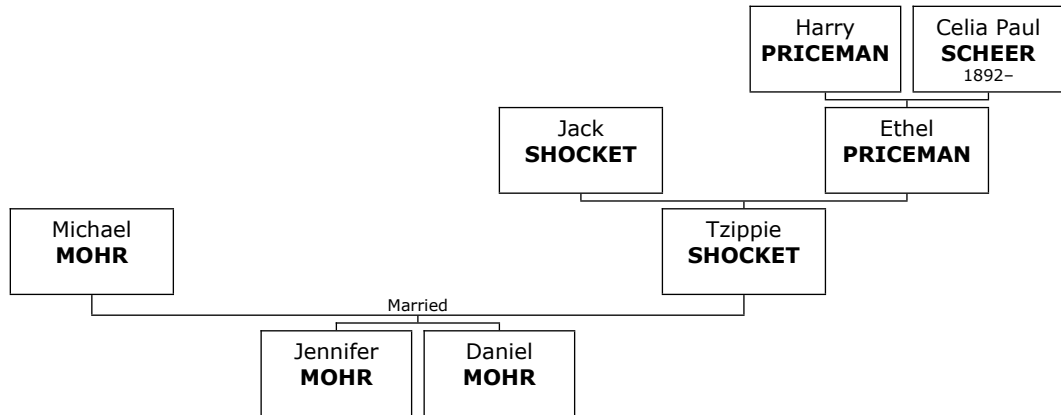 Harry
PRICEMAN
Celia Paul
SCHEER
1892–
Jack
SHOCKET
Ethel
PRICEMAN
Michael
MOHR
Tzippie
SHOCKET
Married
Jennifer
MOHR
Daniel
MOHR